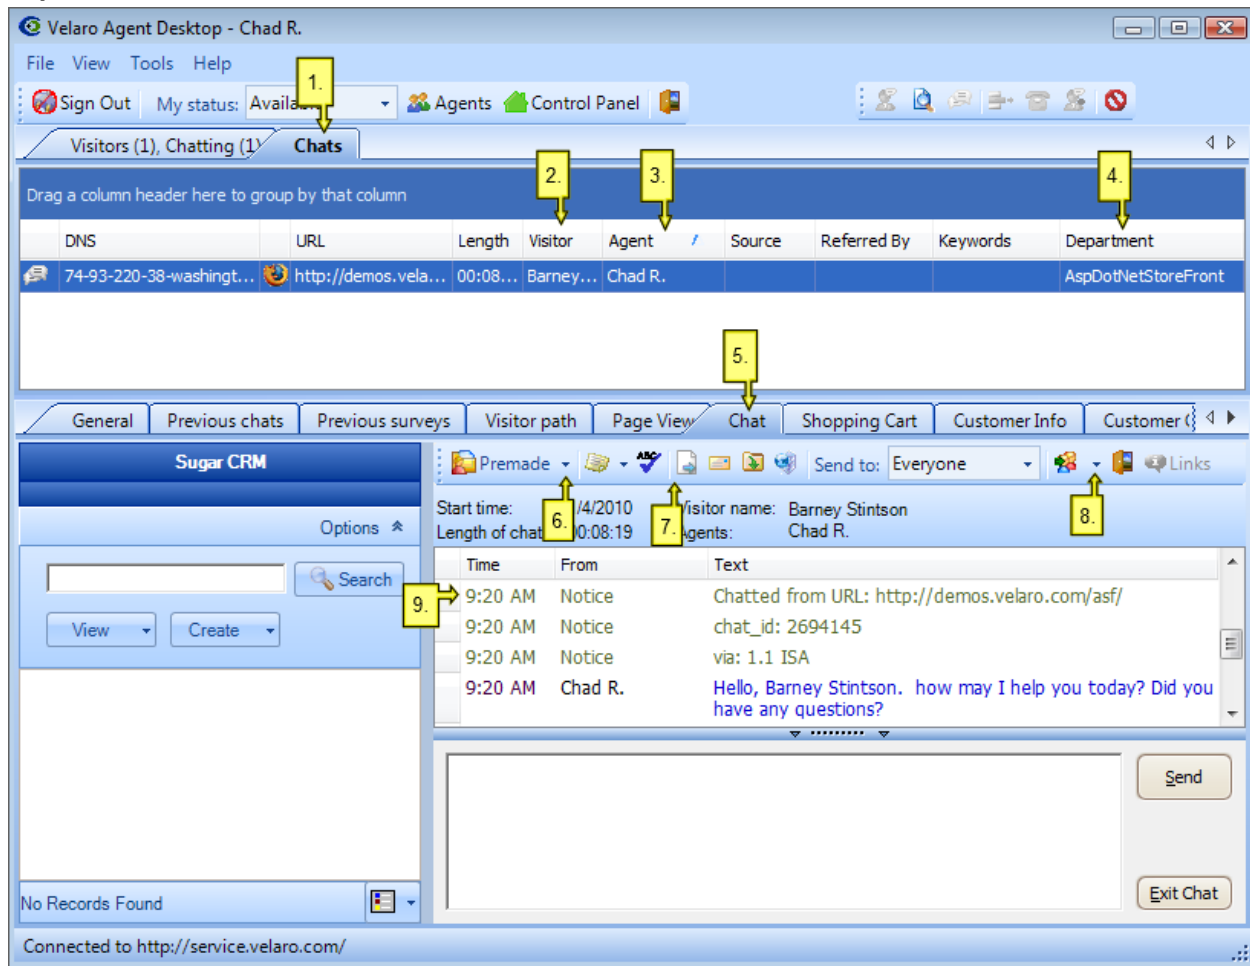 Velaro Agent Desktop - Chad R.
File View Tools Help
1.
Sign Out My status: Agents Control Panel
Visitors (1), Chatting (1) Chats
2. 3. 4.
Drag a column header here to group by that column
DNS URL Length Visitor Agent / Source Referred By Keywords Department
74-93-220-38-washingt... http://demos.vela... 00:08... Barney... Chad R. AspDotNetStoreFront
5.
General Previous chats Previous surveys Visitor path Page View Chat Shopping Cart Customer Info Customer
Sugar CRM
Premade ABC Send to: Everyone Links
6. 7. 8.
Start time: /4/2010 Visitor name: Barney Stintson
Length of chat 0:08:19 Agents: Chad R.
Options
Time From Text
Search
9.
9:20 AM Notice Chatted from URL: http://demos.velaro.com/asf/
View Create
9:20 AM Notice chat_id: 2694145
9:20 AM Notice via: 1.1 ISA
9:20 AM Chad R. Hello, Barney Stintson. how may I help you today? Did you
have any questions?
Send
Exit Chat
No Records Found
Connected to http://service.velaro.com/